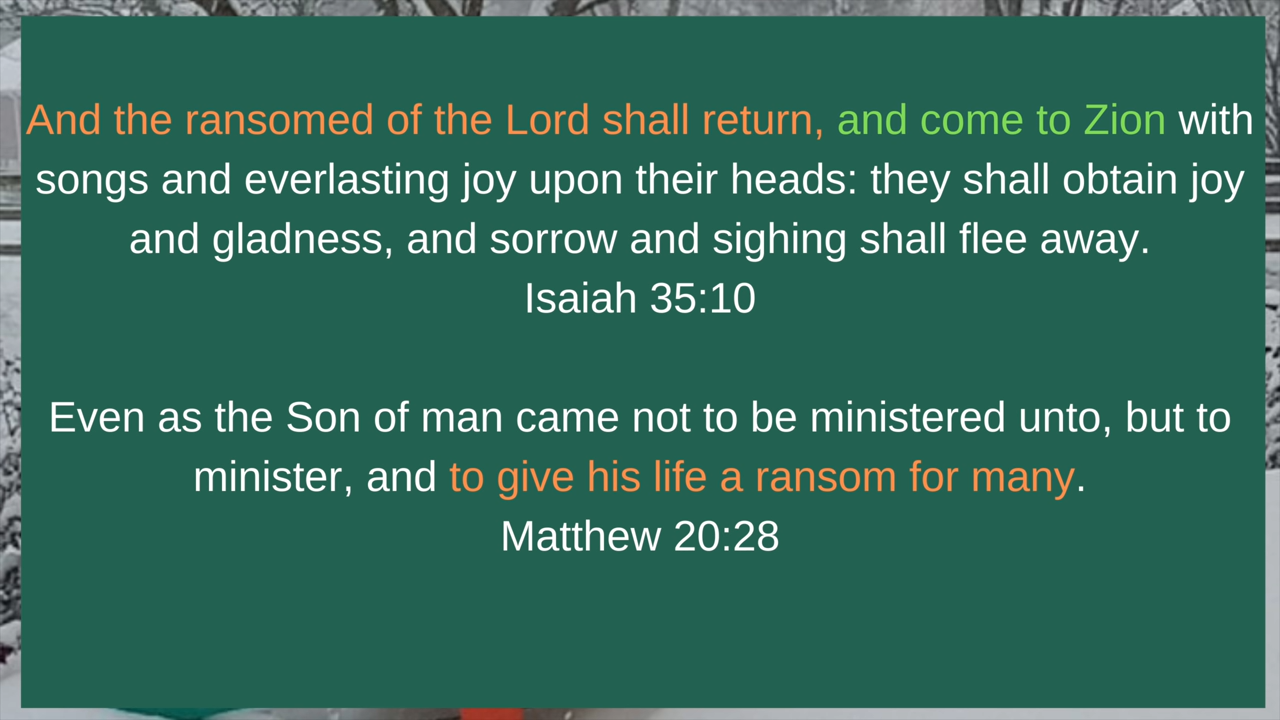 And the ransomed of the Lord shall return, and come to Zion with
songs and everlasting joy upon their heads: they shall obtain joy
and gladness, and sorrow and sighing shall flee away.
Isaiah 35:10
Even as the Son of man came not to be ministered unto, but to
minister, and to give his life a ransom for many.
Matthew 20:28